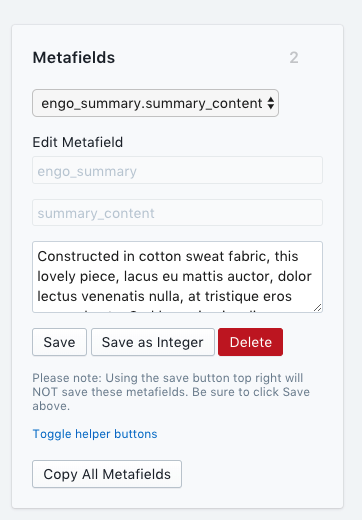 Metafields 2
engo_summary.summary_content
Edit Metafield
engo_summary
summary_content
Constructed in cotton sweat fabric, this
lovely piece, lacus eu mattis auctor, dolor
lectus venenatis nulla, at tristique eros
Save Save as Integer Delete
Please note: Using the save button top right will
NOT save these metafields. Be sure to click Save
above.
Toggle helper buttons
Copy All Metafields